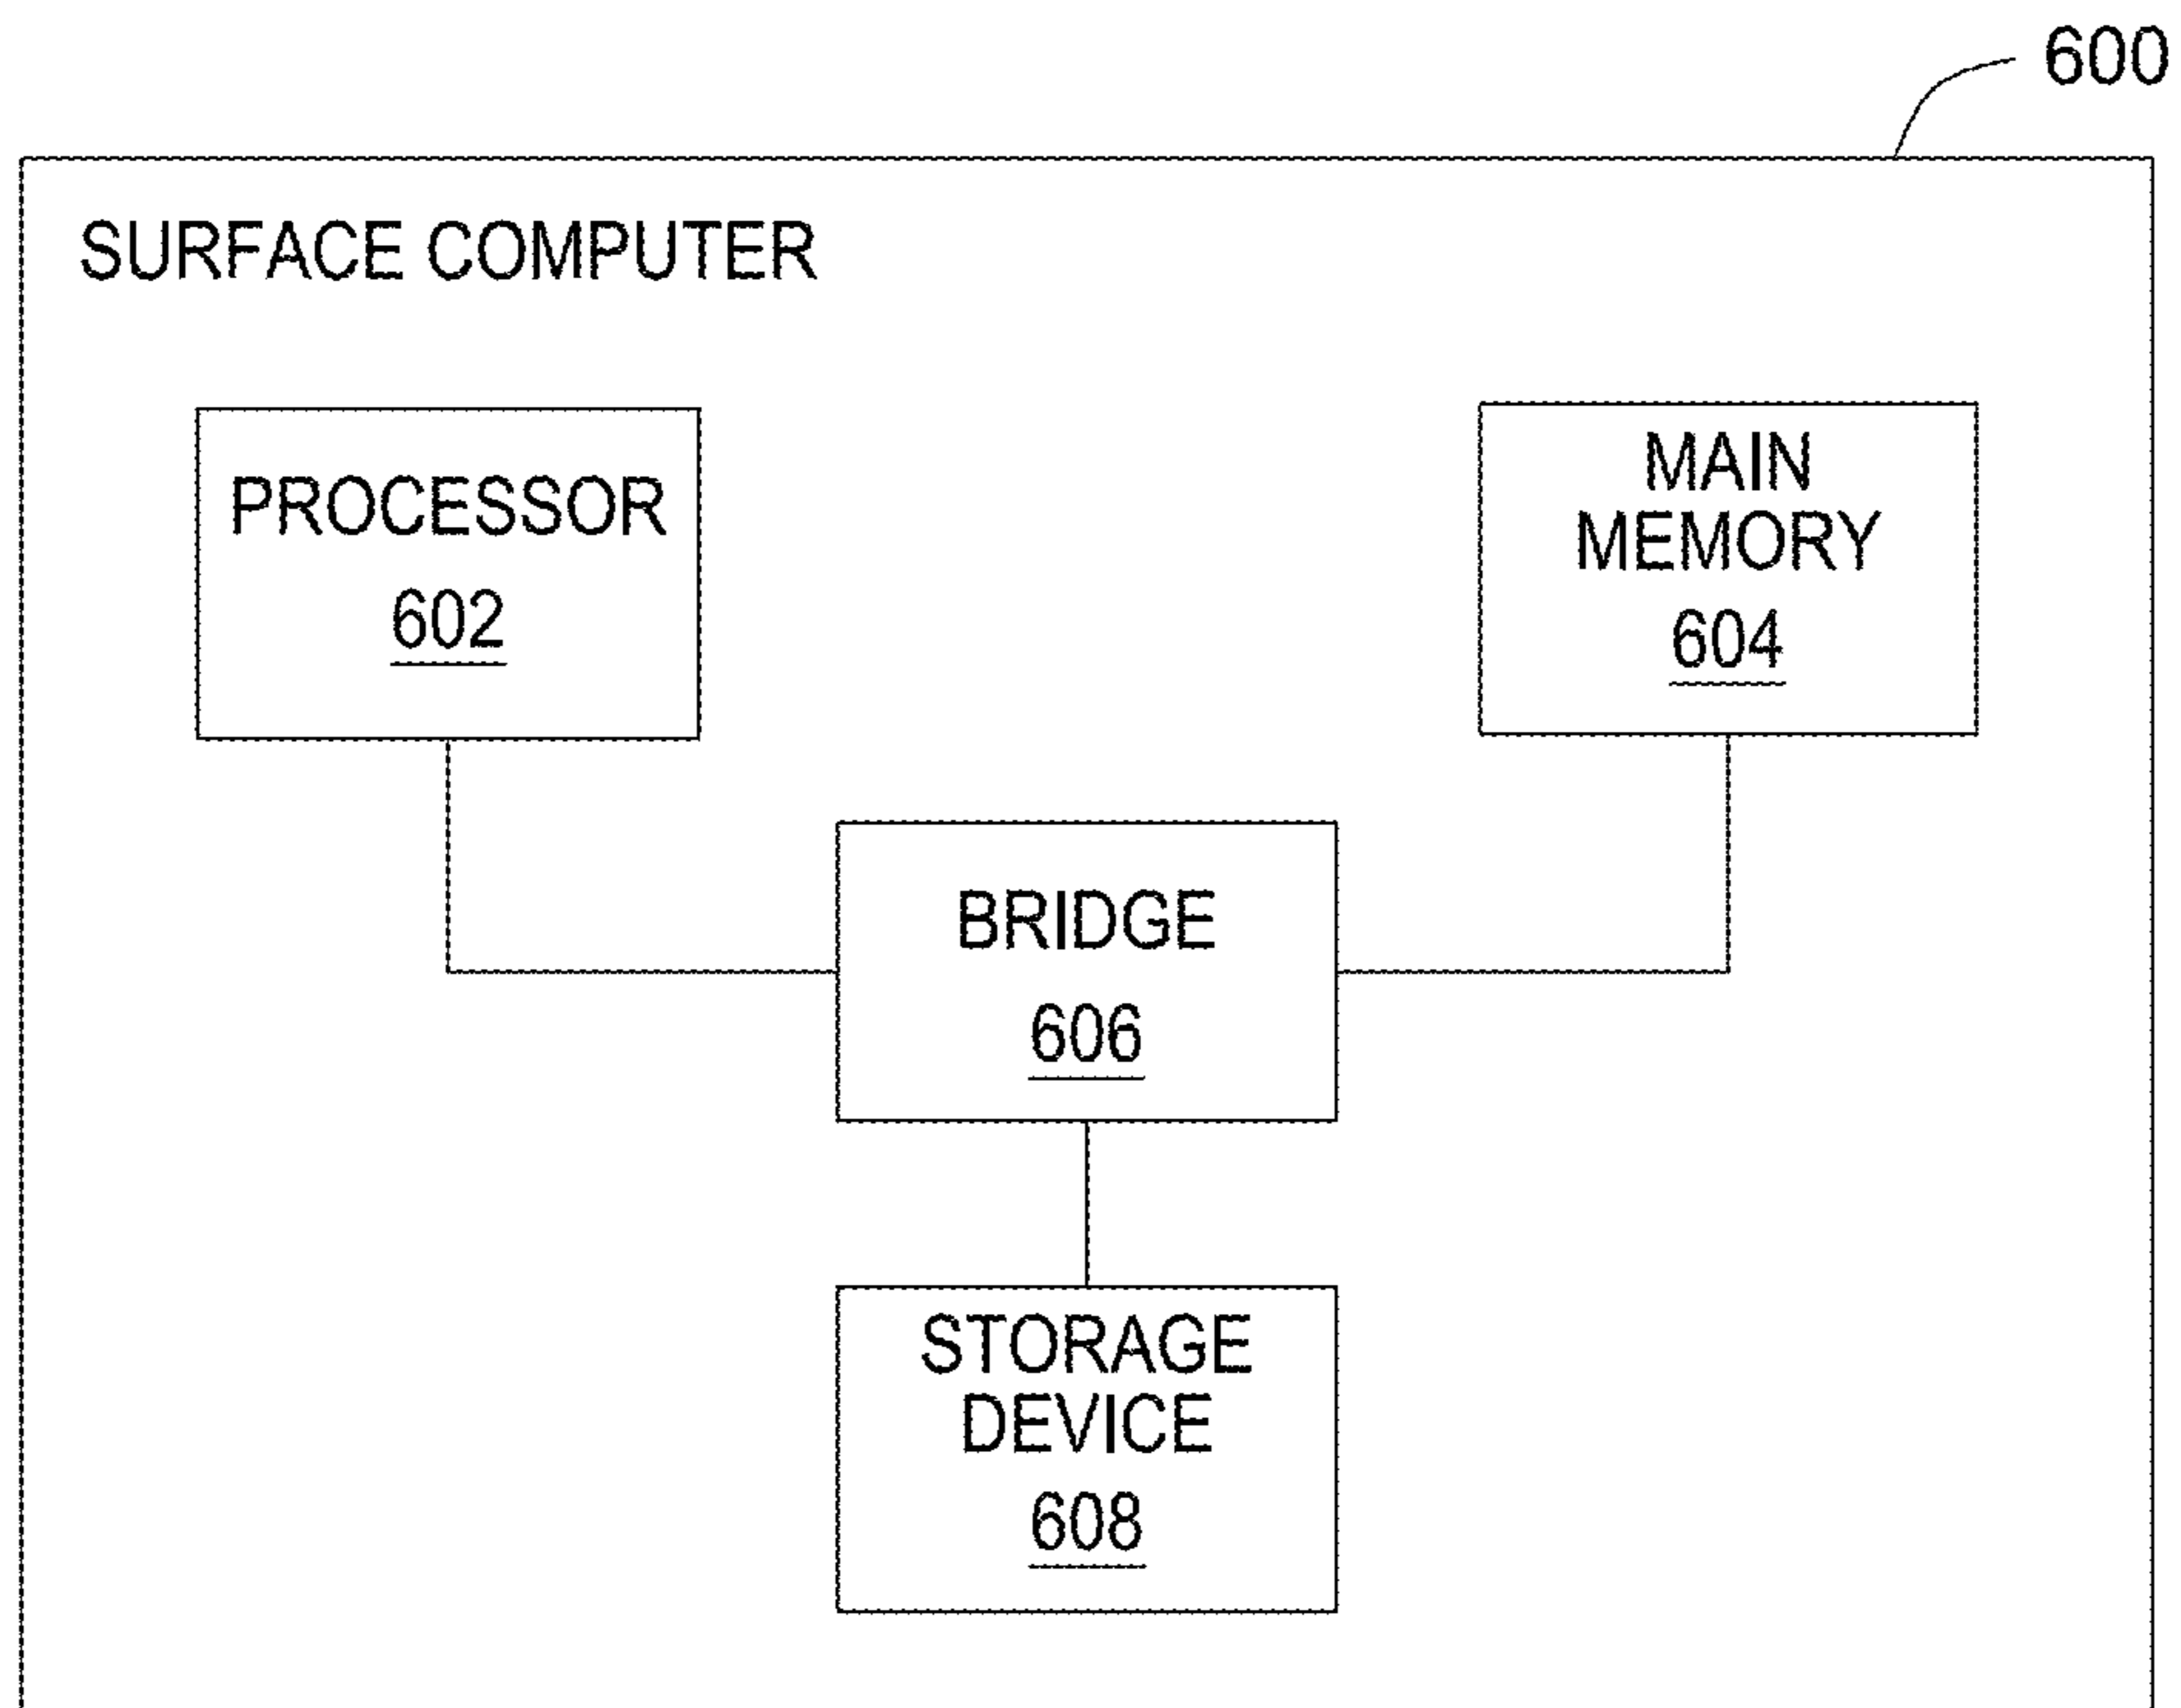 600
SURFACE COMPUTER
PROCESSOR
602
MAIN
MEMORY
604
BRIDGE
606
STORAGE
DEVICE
608